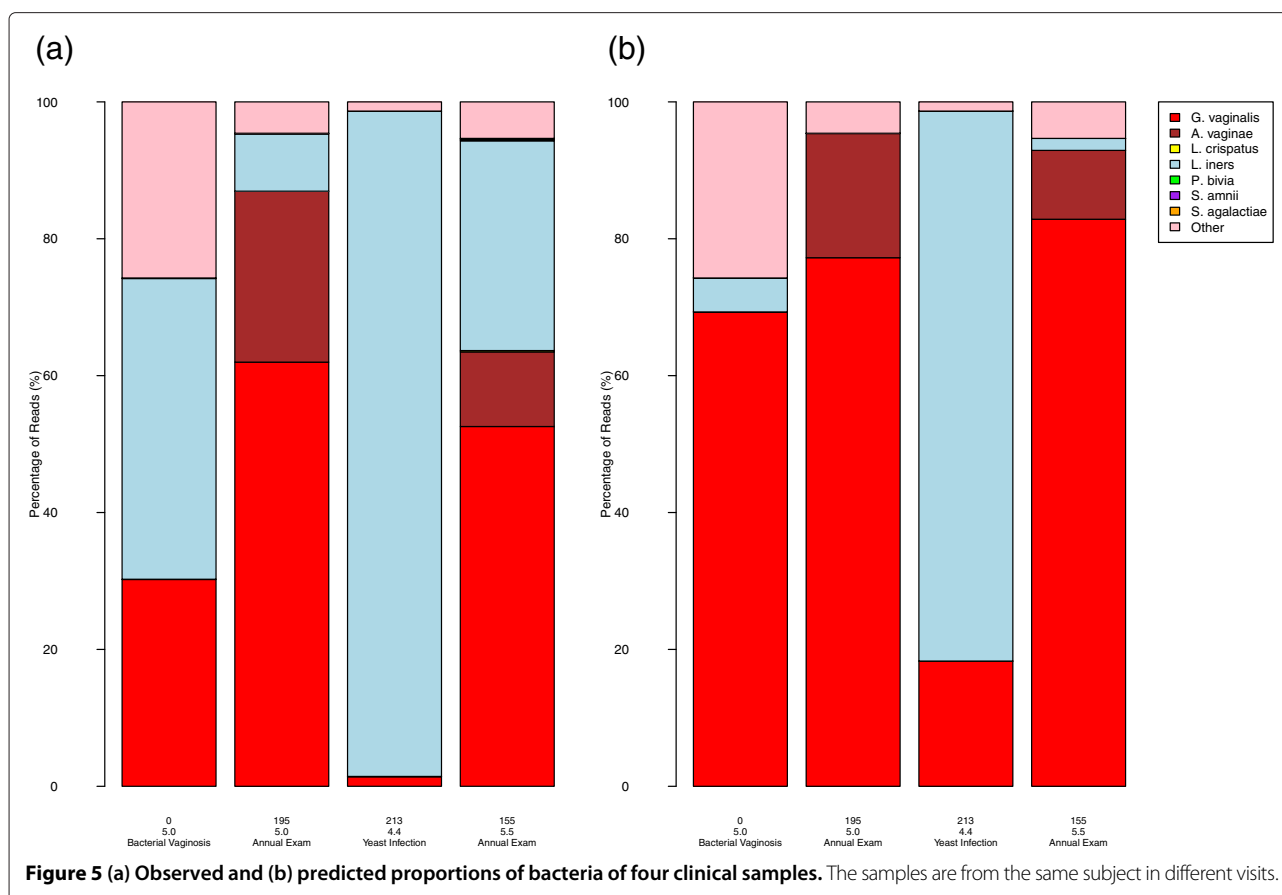 (a)
Percentage of Reads (%)
100
80
60
40
20
0
0
5.0
Bacterial Vaginosis
195
5.0
Annual Exam
213
4.4
Yeast Infection
155
5.5
Annual Exam
(b)
Percentage of Reads (%)
100
80
60
40
20
0
0
5.0
Bacterial Vaginosis
195
5.0
Annual Exam
213
4.4
Yeast Infection
155
5.5
Annual Exam
G. vaginalis
A. vaginae
L. crispatus
L. iners
P. bivia
S. amnii
S. agalactiae
Other
Figure 5 (a) Observed and (b) predicted proportions of bacteria of four clinical samples. The samples are from the same subject in different visits.